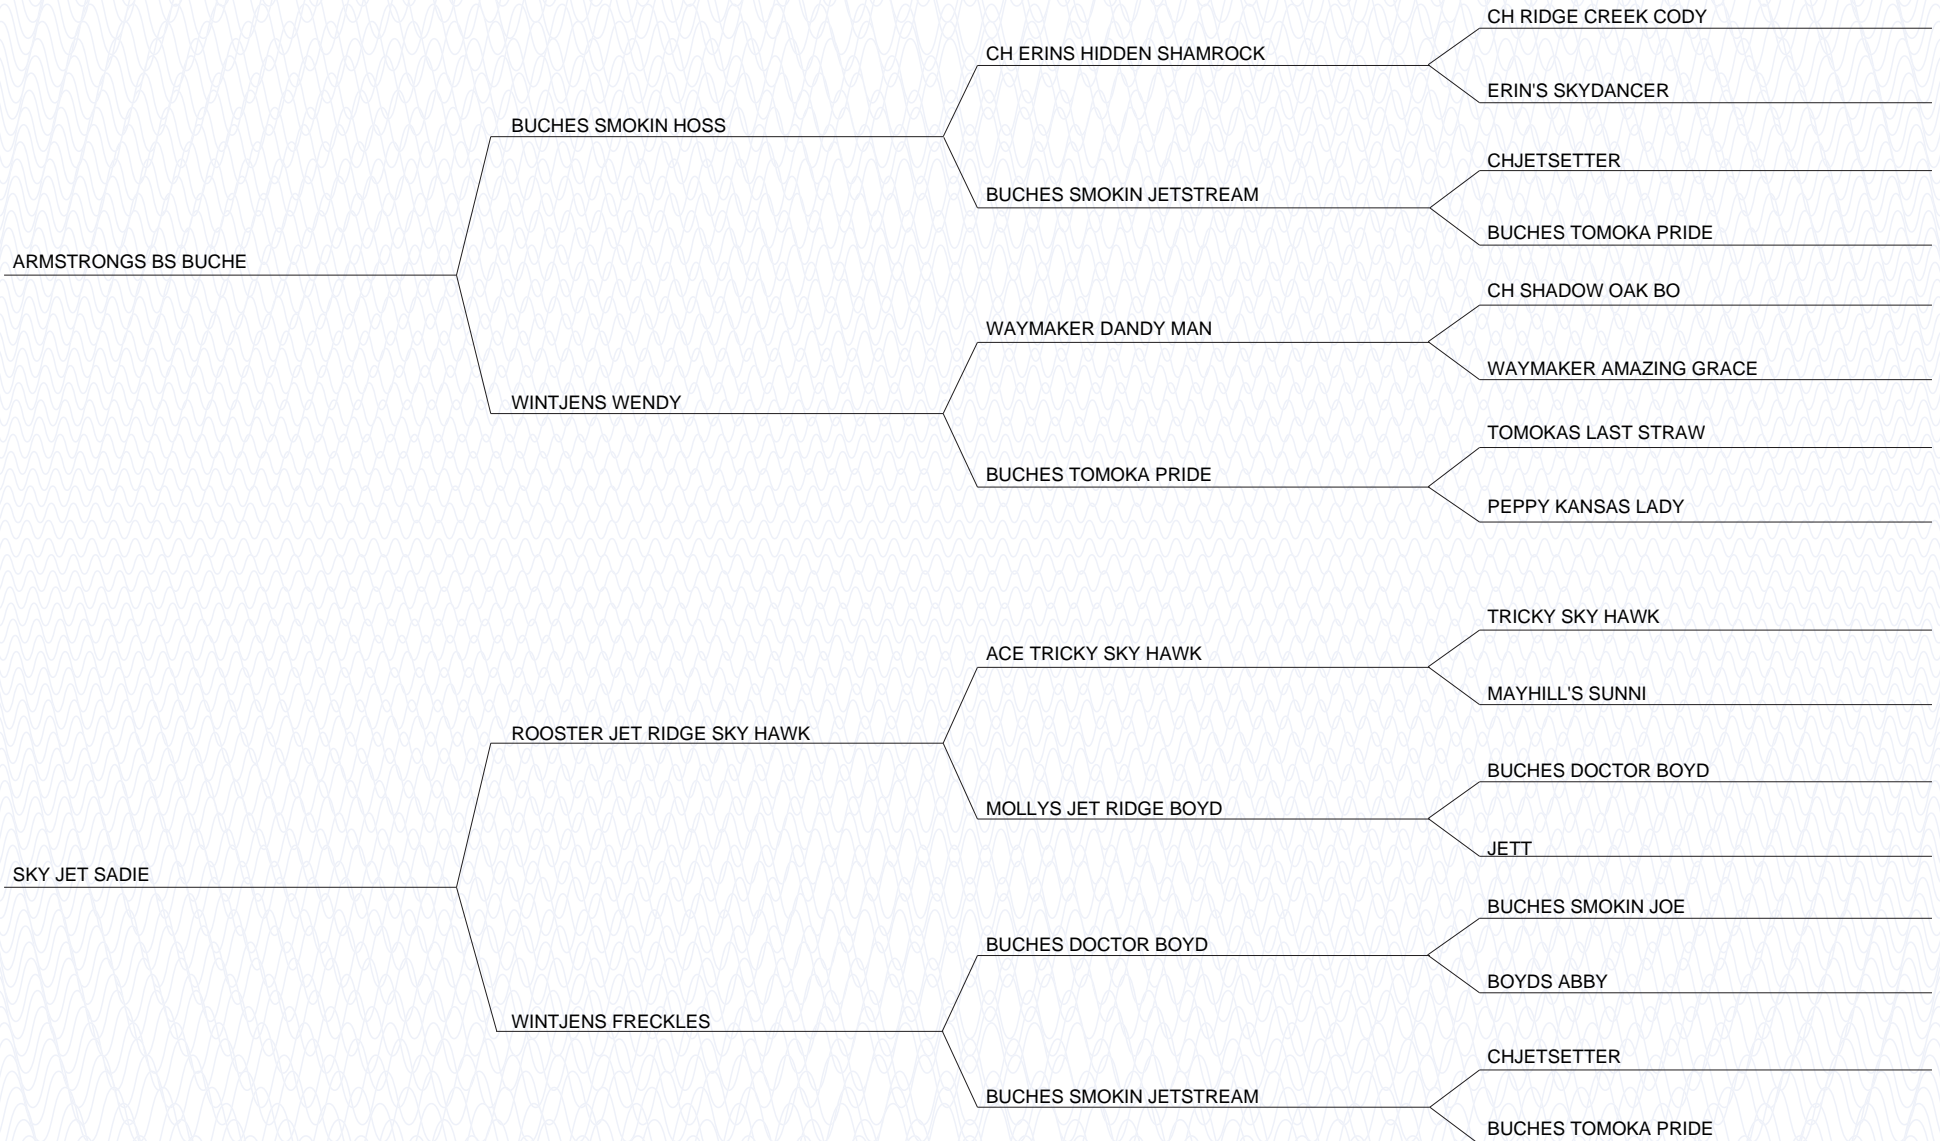 CH RIDGE CREEK CODY
CH ERINS HIDDEN SHAMROCK
ERIN'S SKYDANCER
BUCHES SMOKIN HOSS
CHJETSETTER
BUCHES SMOKIN JETSTREAM
BUCHES TOMOKA PRIDE
ARMSTRONGS BS BUCHE
CH SHADOW OAK BO
WAYMAKER DANDY MAN
WAYMAKER AMAZING GRACE
WINTJENS WENDY
TOMOKAS LAST STRAW
BUCHES TOMOKA PRIDE
PEPPY KANSAS LADY
TRICKY SKY HAWK
ACE TRICKY SKY HAWK
MAYHILL'S SUNNI
ROOSTER JET RIDGE SKY HAWK
BUCHES DOCTOR BOYD
MOLLYS JET RIDGE BOYD
JETT
SKY JET SADIE
BUCHES SMOKIN JOE
BUCHES DOCTOR BOYD
BOYDS ABBY
WINTJENS FRECKLES
CHJETSETTER
BUCHES SMOKIN JETSTREAM
BUCHES TOMOKA PRIDE